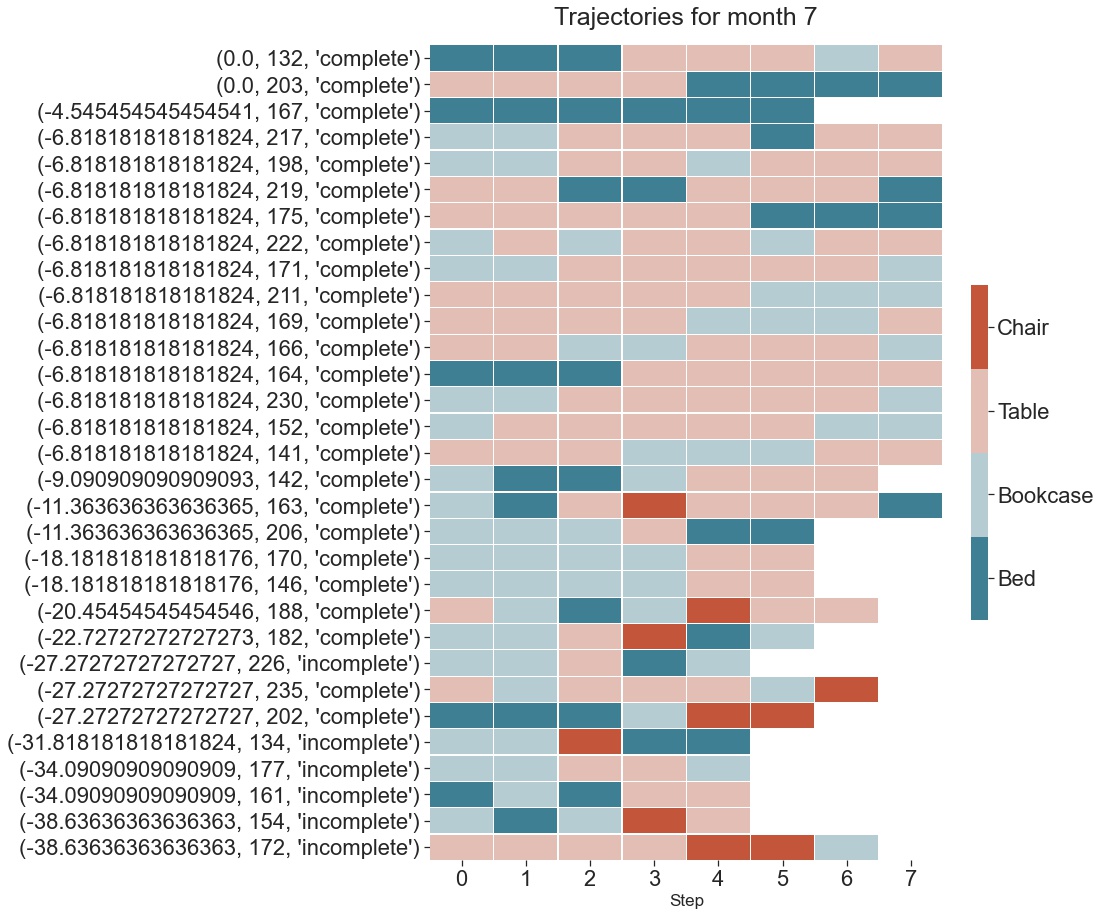 Trajectories for month 7
(0.0, 132, 'complete')
(0.0, 203, 'complete')
(-4.545454545454541, 167, 'complete')
(-6.818181818181824, 217, 'complete')
(-6.818181818181824, 198, 'complete')
(-6.818181818181824, 219, 'complete')
(-6.818181818181824, 175, 'complete')
(-6.818181818181824, 222, 'complete')
(-6.818181818181824, 171, 'complete')
(-6.818181818181824, 211, 'complete')
(-6.818181818181824, 169, 'complete')
(-6.818181818181824, 166, 'complete')
(-6.818181818181824, 164, 'complete')
(-6.818181818181824, 230, 'complete')
(-6.818181818181824, 152, 'complete')
(-6.818181818181824, 141, 'complete')
(-9.090909090909093, 142, 'complete')
(-11.363636363636365, 163, 'complete')
(-11.363636363636365, 206, 'complete')
(-18.181818181818176, 170, 'complete')
(-18.181818181818176, 146, 'complete')
(-20.45454545454546, 188, 'complete')
(-22.72727272727273, 182, 'complete')
(-27.27272727272727, 226, 'incomplete')
(-27.27272727272727, 235, 'complete')
(-27.27272727272727, 202, 'complete')
(-31.818181818181824, 134, 'incomplete')
(-34.09090909090909, 177, 'incomplete')
(-34.09090909090909, 161, 'incomplete')
(-38.63636363636363, 154, 'incomplete')
(-38.63636363636363, 172, 'incomplete')
0 1 2 3 4 5 6 7
Step
Chair
Table
Bookcase
Bed